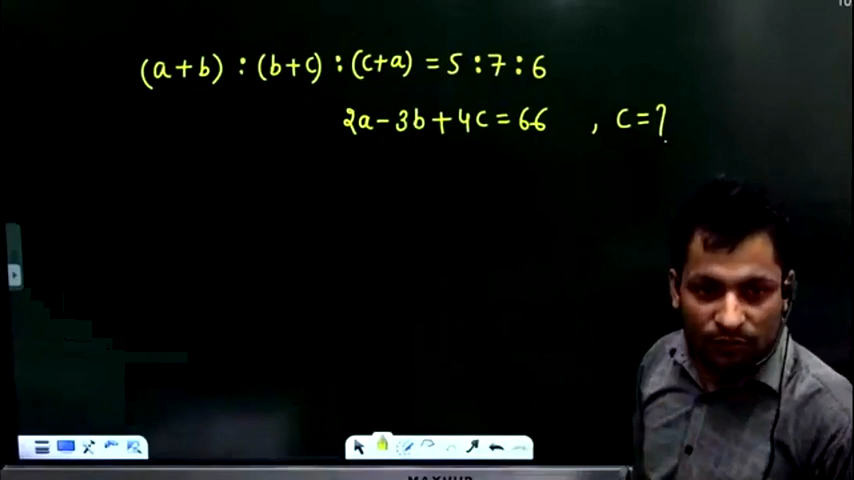 (a+b) : (b+c) : (c+a) = 5 : 7 : 6
2a - 3b + 4c = 66 , c = ?